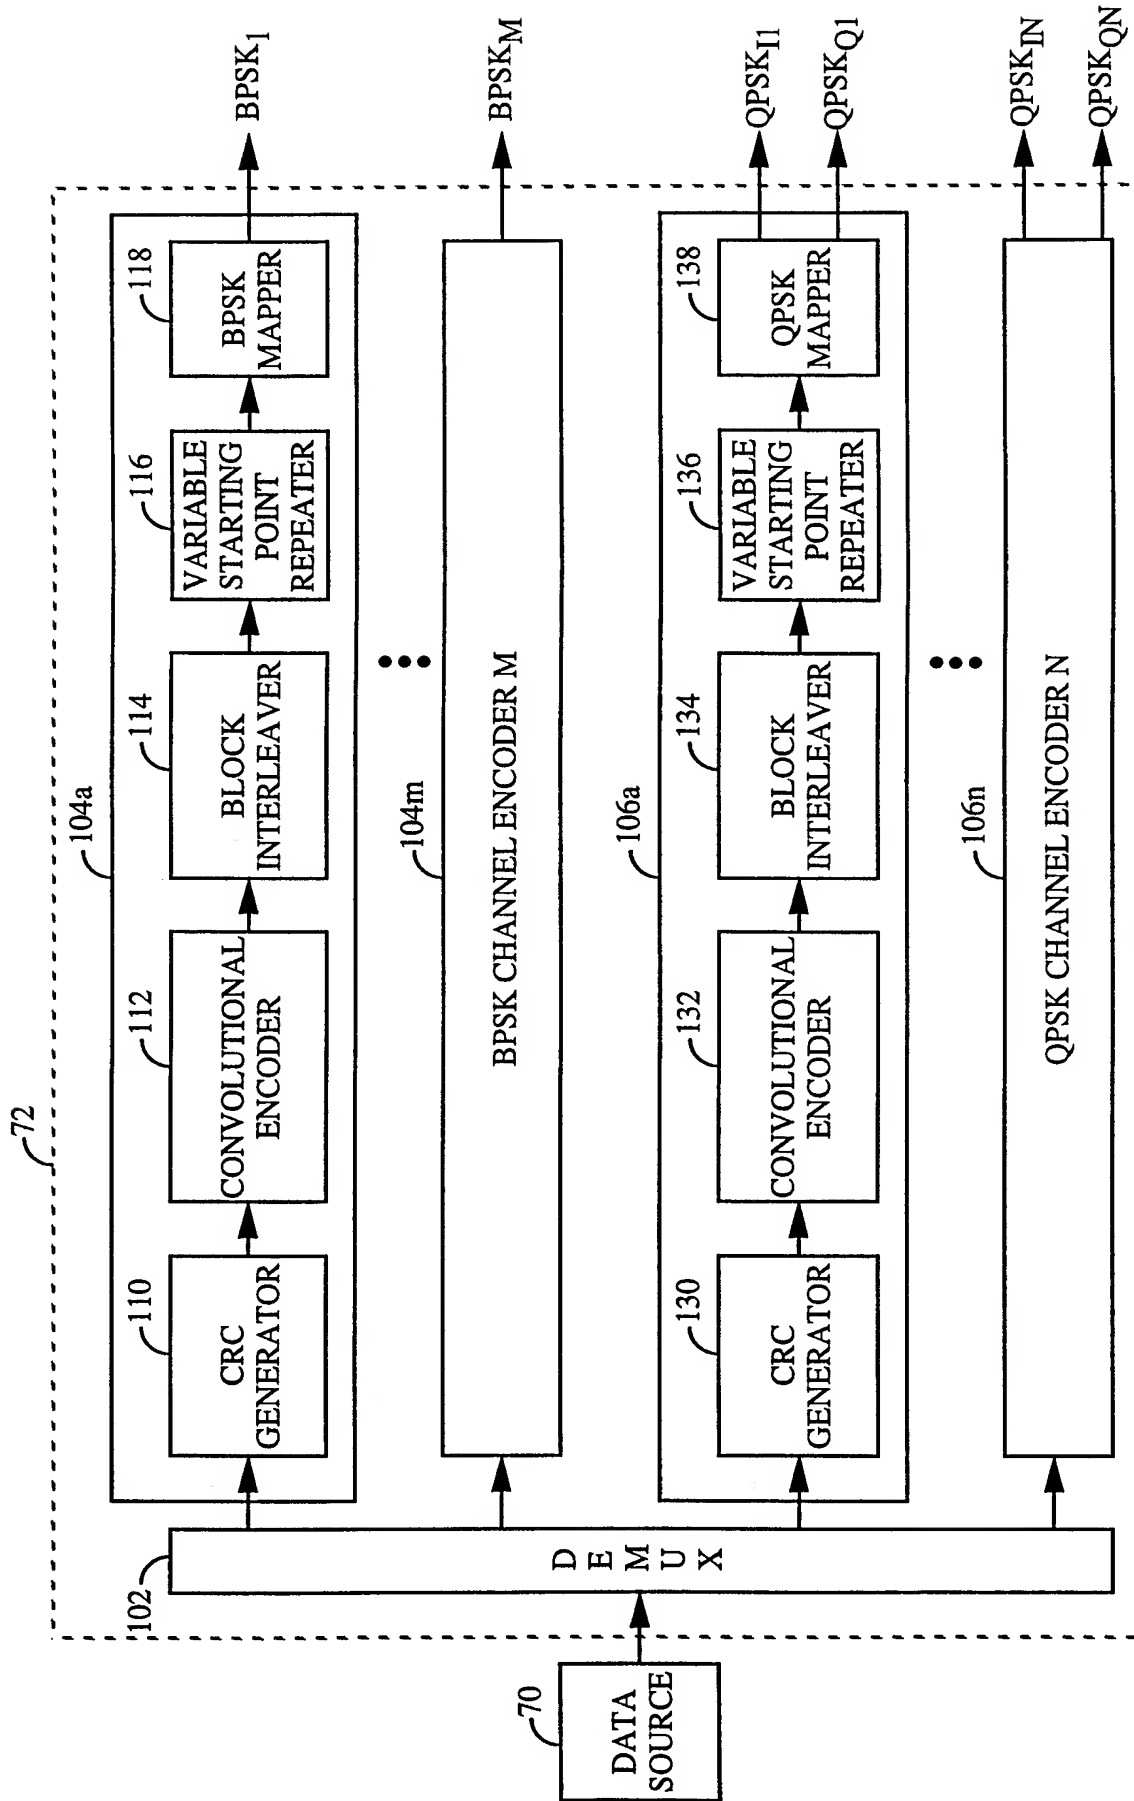 72
70
DATA
SOURCE
102
D
E
M
U
X
104a
110
CRC
GENERATOR
112
CONVOLUTIONAL
ENCODER
114
BLOCK
INTERLEAVER
116
VARIABLE
STARTING
POINT
REPEATER
118
BPSK
MAPPER
BPSK1
104m
BPSK CHANNEL ENCODER M
BPSKM
106a
130
CRC
GENERATOR
132
CONVOLUTIONAL
ENCODER
134
BLOCK
INTERLEAVER
136
VARIABLE
STARTING
POINT
REPEATER
138
QPSK
MAPPER
QPSKI1
QPSKQ1
106n
QPSK CHANNEL ENCODER N
QPSKIN
QPSKQN